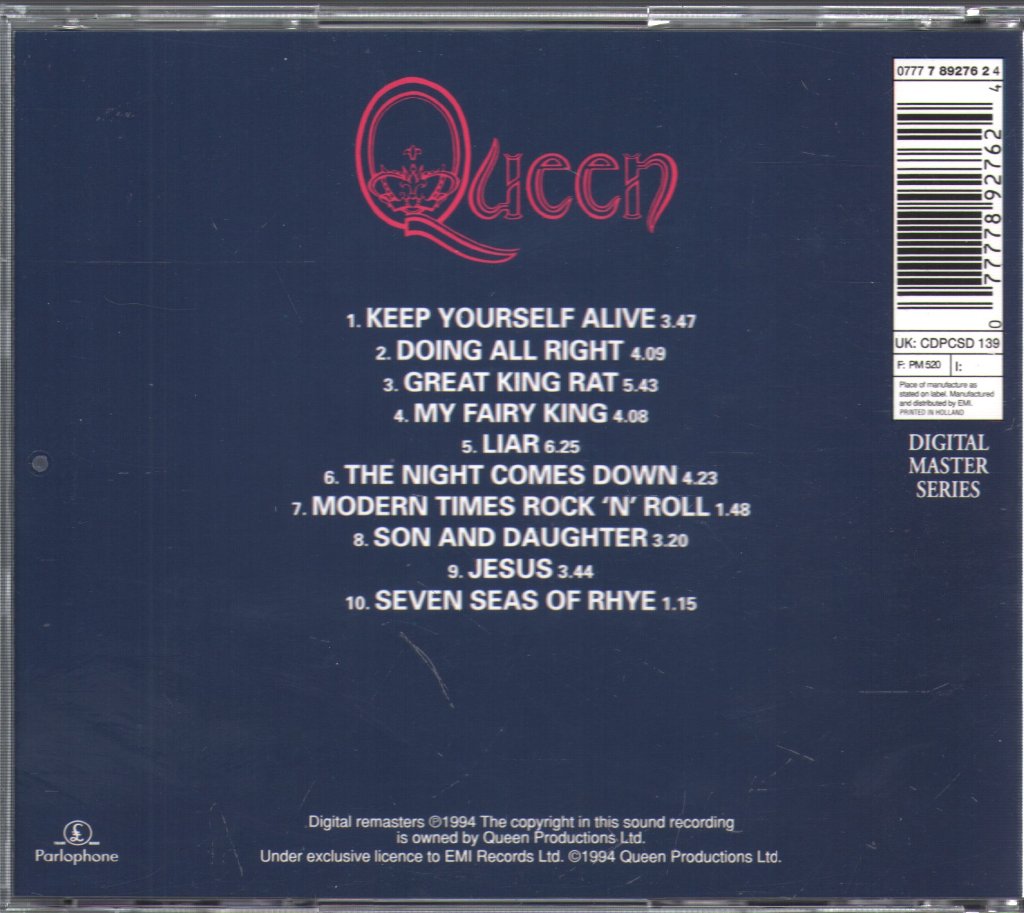 Queen
1. KEEP YOURSELF ALIVE 3.47
2. DOING ALL RIGHT 4.09
3. GREAT KING RAT 5.43
4. MY FAIRY KING 4.08
5. LIAR 6.25
6. THE NIGHT COMES DOWN 4.23
7. MODERN TIMES ROCK ‘N’ ROLL 1.48
8. SON AND DAUGHTER 3.20
9. JESUS 3.44
10. SEVEN SEAS OF RHYE 1.15
0777 7 89276 2 4
0 77778 92762 4
UK: CDPCSD 139
F: PM 520 I:
Place of manufacture as
stated on label. Manufactured
and distributed by EMI.
PRINTED IN HOLLAND
DIGITAL
MASTER
SERIES
£
Parlophone
Digital remasters ℗1994 The copyright in this sound recording
is owned by Queen Productions Ltd.
Under exclusive licence to EMI Records Ltd. ©1994 Queen Productions Ltd.